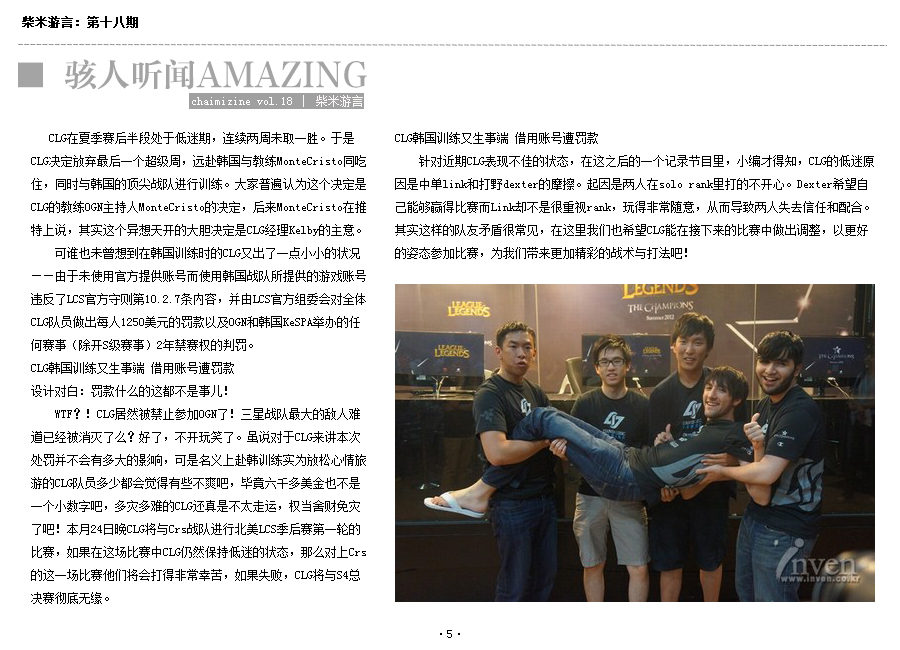 柴米游言：第十八期
骇人听闻AMAZING
chaimizine vol.18 | 柴米游言
CLG在夏季赛后半段处于低迷期，连续两周未取一胜。于是
CLG决定放弃最后一个超级周，远赴韩国与教练MonteCristo同吃
住，同时与韩国的顶尖战队进行训练。大家普遍认为这个决定是
CLG的教练OGN主持人MonteCristo的决定，后来MonteCristo在推
特上说，其实这个异想天开的大胆决定是CLG经理Kelby的主意。
可谁也未曾想到在韩国训练时的CLG又出了一点小小的状况
——由于未使用官方提供账号而使用韩国战队所提供的游戏账号
违反了LCS官方守则第10.2.7条内容，并由LCS官方组委会对全体
CLG队员做出每人1250美元的罚款以及OGN和韩国KeSPA举办的任
何赛事（除开S级赛事）2年禁赛权的判罚。
CLG韩国训练又生事端 借用账号遭罚款
设计对白：罚款什么的这都不是事儿！
WTF？！CLG居然被禁止参加OGN了！三星战队最大的敌人难
道已经被消灭了么？好了，不开玩笑了。虽说对于CLG来讲本次
处罚并不会有多大的影响，可是名义上赴韩训练实为放松心情旅
游的CLG队员多少都会觉得有些不爽吧，毕竟六千多美金也不是
一个小数字吧，多灾多难的CLG还真是不太走运，权当舍财免灾
了吧！本月24日晚CLG将与Crs战队进行北美LCS季后赛第一轮的
比赛，如果在这场比赛中CLG仍然保持低迷的状态，那么对上Crs
的这一场比赛他们将会打得非常幸苦，如果失败，CLG将与S4总
决赛彻底无缘。
CLG韩国训练又生事端 借用账号遭罚款
针对近期CLG表现不佳的状态，在这之后的一个记录节目里，小编才得知，CLG的低迷原
因是中单link和打野dexter的摩擦。起因是两人在solo rank里打的不开心。Dexter希望自
己能够赢得比赛而Link却不是很重视rank，玩得非常随意，从而导致两人失去信任和配合。
其实这样的队友矛盾很常见，在这里我们也希望CLG能在接下来的比赛中做出调整，以更好
的姿态参加比赛，为我们带来更加精彩的战术与打法吧！
LEAGUE of LEGENDS
LEGENDS
THE CHAMPIONS
Summer 2012
LEAGUE of LEGENDS
LEGENDS
THE CHAMPIONS
inven
www.inven.co.kr
·5·